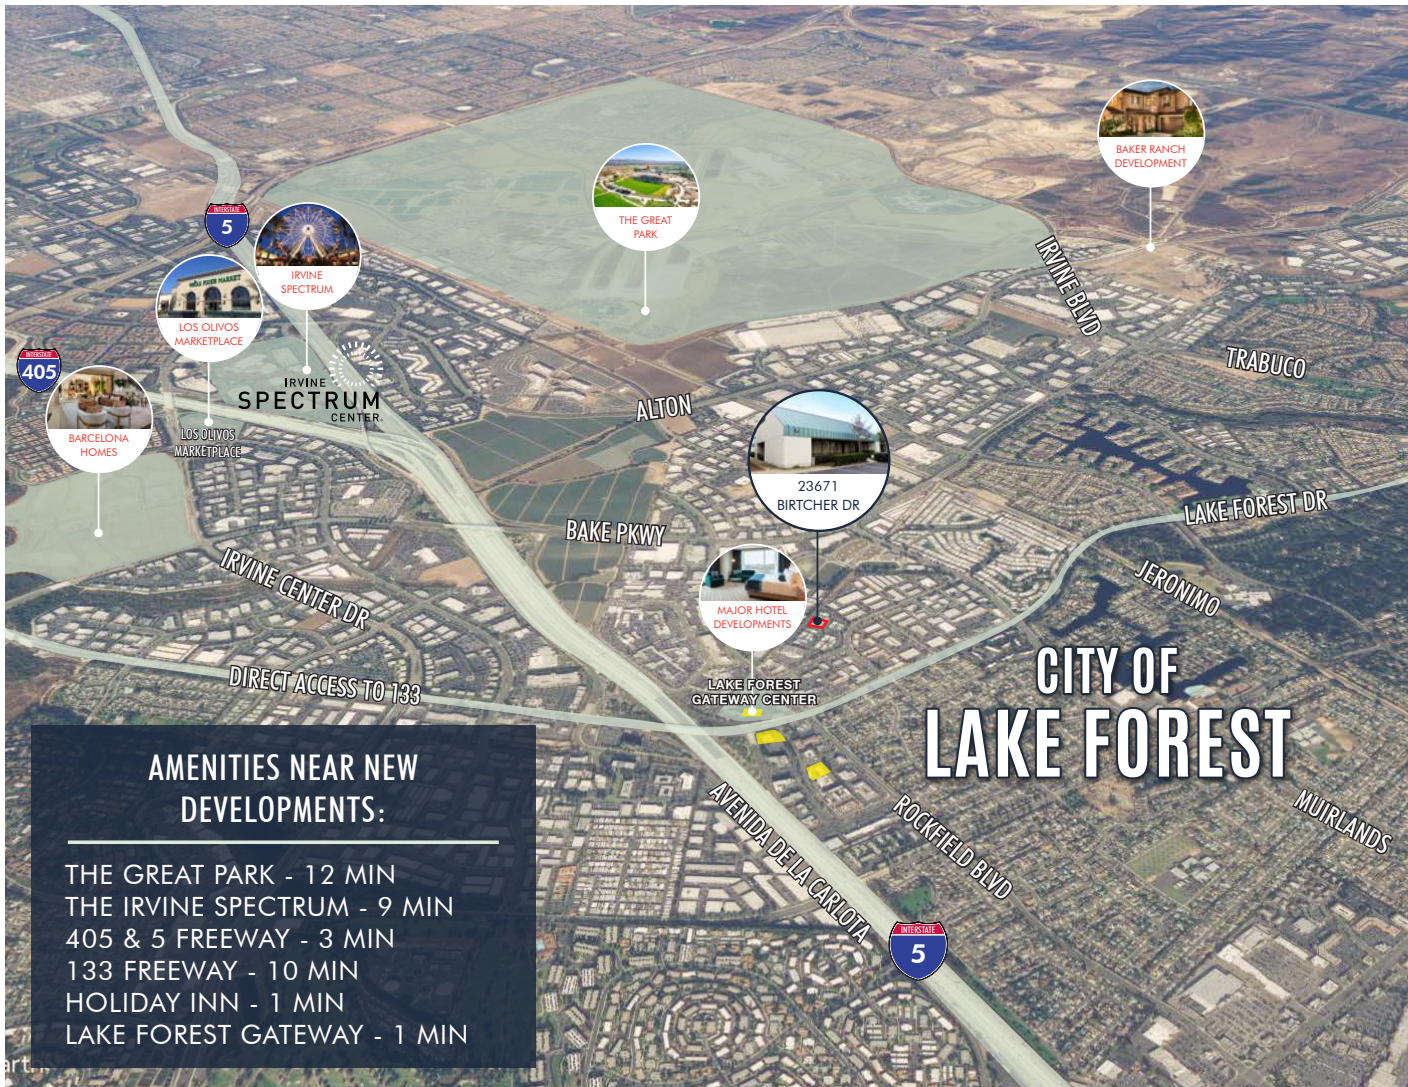 BAKER RANCH
DEVELOPMENT
THE GREAT
PARK
INTERSTATE
5
IRVINE
SPECTRUM
IRVINE BLVD
LOS OLIVOS
MARKETPLACE
INTERSTATE
405
TRABUCO
IRVINE
SPECTRUM
CENTER
ALTON
BARCELONA
HOMES
LOS OLIVOS
MARKETPLACE
23671
BIRTCHER DR
LAKE FOREST DR
BAKE PKWY
IRVINE CENTER DR
JERONIMO
MAJOR HOTEL
DEVELOPMENTS
CITY OF
LAKE FOREST
DIRECT ACCESS TO 133
LAKE FOREST
GATEWAY CENTER
AVENIDA DE LA CARLOTA
ROCKFIELD BLVD
MUIRLANDS
INTERSTATE
5
AMENITIES NEAR NEW
DEVELOPMENTS:
THE GREAT PARK - 12 MIN
THE IRVINE SPECTRUM - 9 MIN
405 & 5 FREEWAY - 3 MIN
133 FREEWAY - 10 MIN
HOLIDAY INN - 1 MIN
LAKE FOREST GATEWAY - 1 MIN